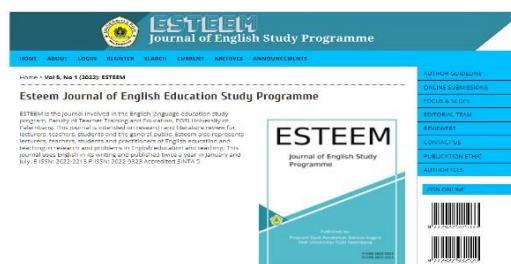 ESTEEM
Journal of English Study Programme
HOME ABOUT LOGIN REGISTER SEARCH CURRENT ARCHIVES ANNOUNCEMENTS
Home > Vol 5, No 1 (2022): ESTEEM
Esteem Journal of English Education Study Programme
ESTEEM is the journal involved in the English language education study
program, Faculty of Teacher Training and Education, PGRI University of
Palembang. This journal is intended on research and literature review for
lecturers, teachers, students and the general public. Esteem also represents
lecturers, teachers, students and practitioners of English education and
teaching in research and problems in English education and teaching. This
journal uses English in its writing and published twice a year in January and
July. E ISSN: 2622-2213 P-ISSN: 2622-9323 Accredited SINTA 5
ESTEEM
Journal of English Study
Programme
Published by
AUTHOR GUIDELINE
ONLINE SUBMISSIONS
FOCUS & SCOPE
EDITORIAL TEAM
REVIEWERS
CONTACT US
PUBLICATION ETHIC
AUTHOR FEES
ISSN ONLINE